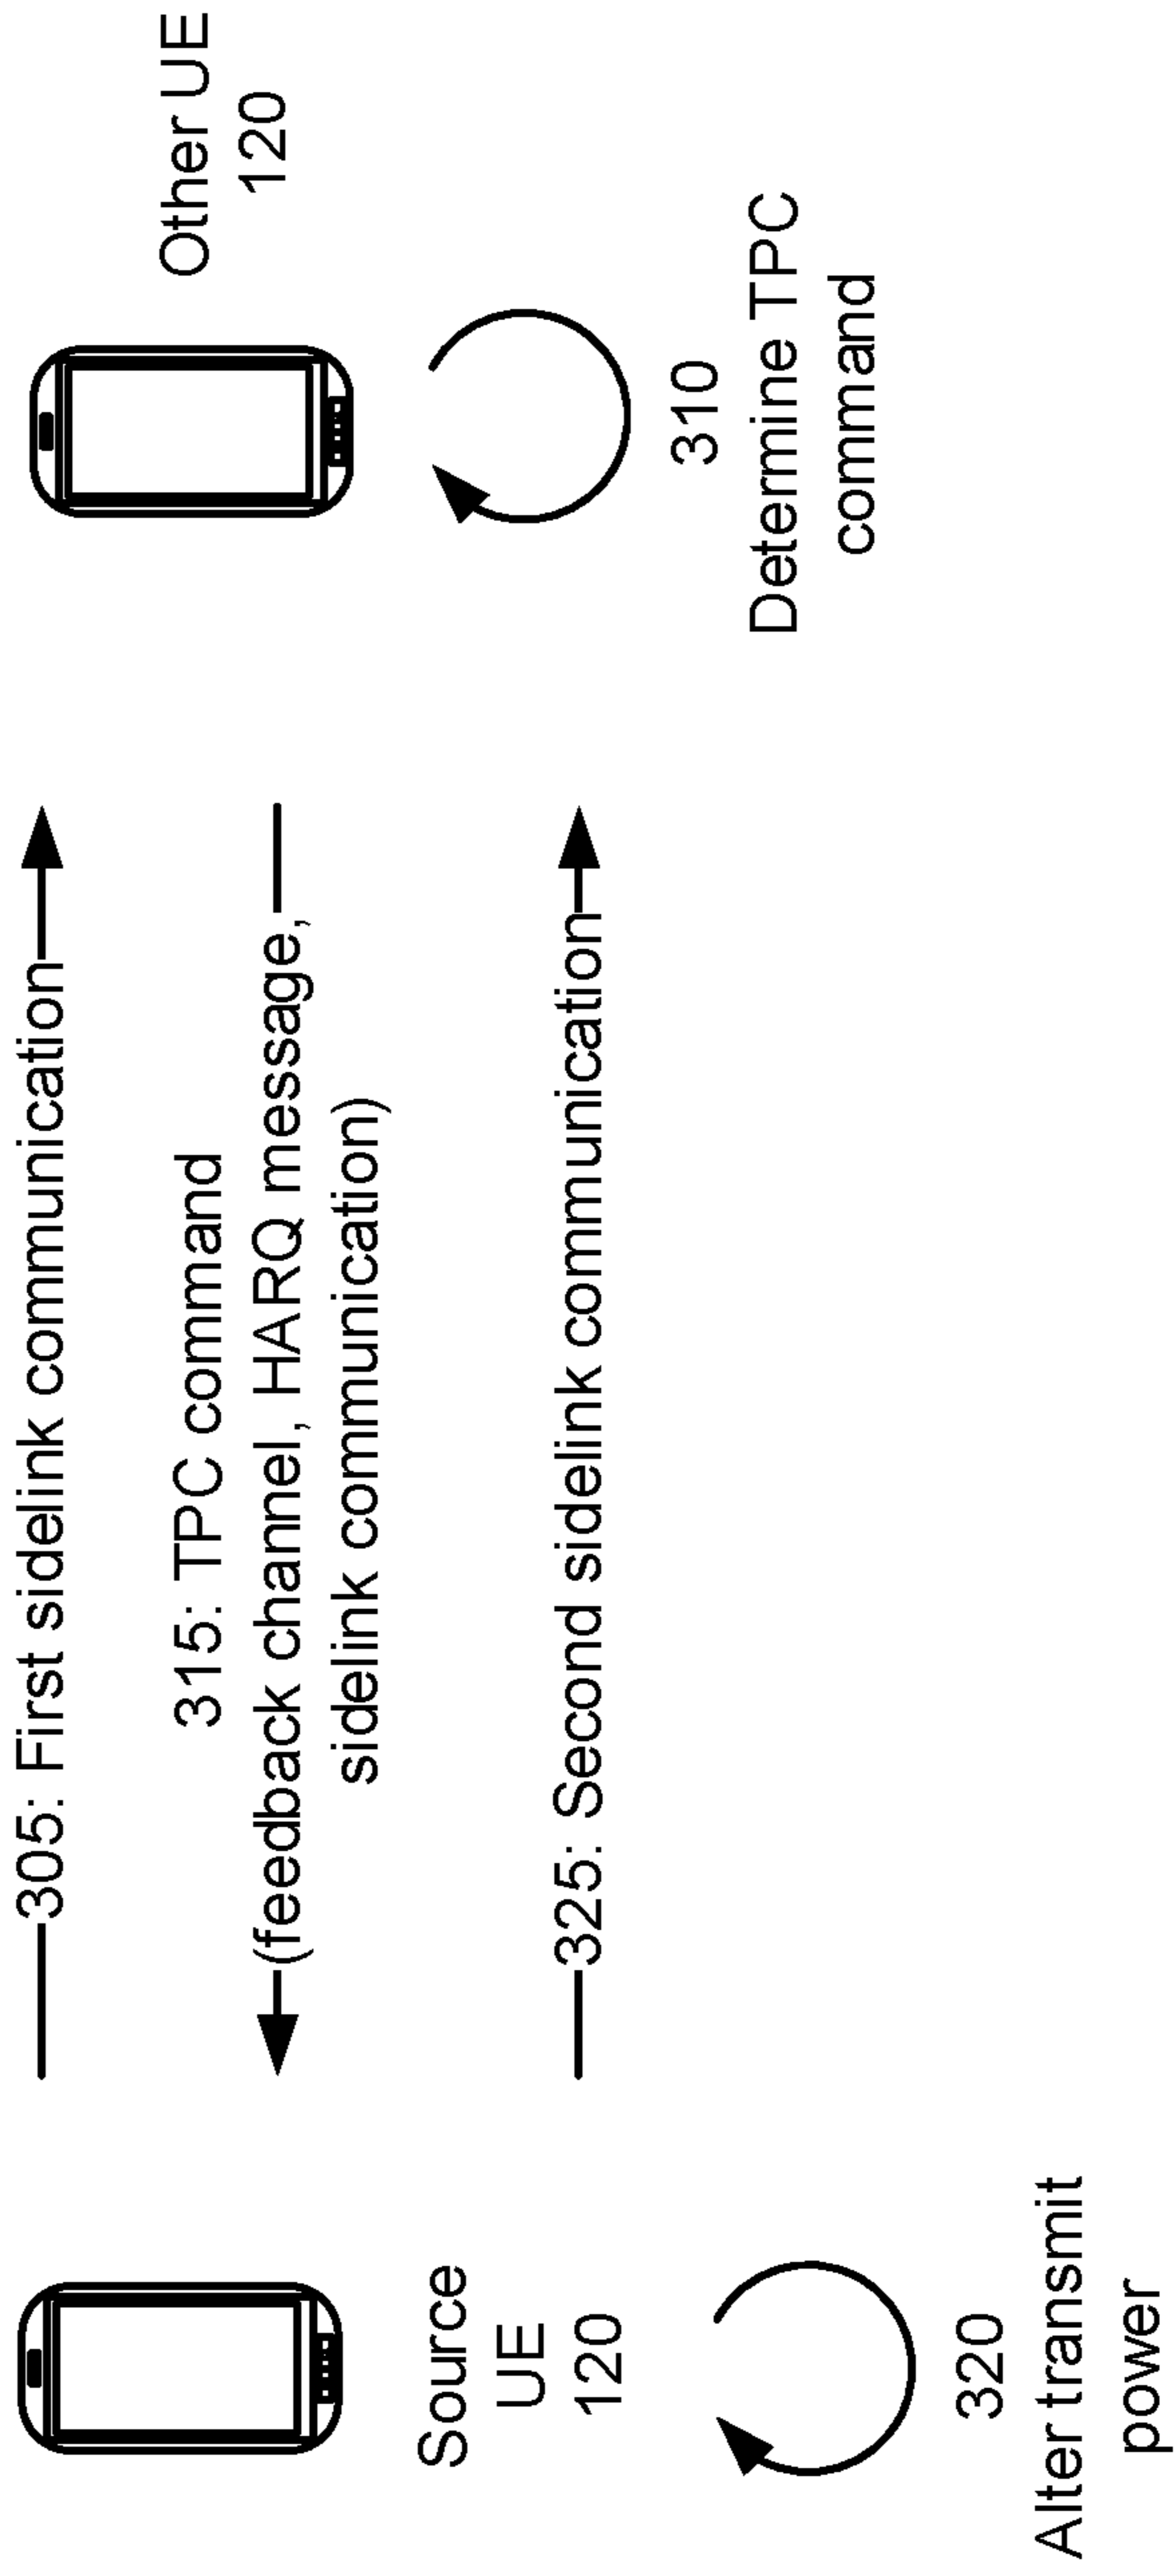 305: First sidelink communication
315: TPC command
(feedback channel, HARQ message,
sidelink communication)
325: Second sidelink communication
Source
UE
120
320
Alter transmit
power
Other UE
120
310
Determine TPC
command